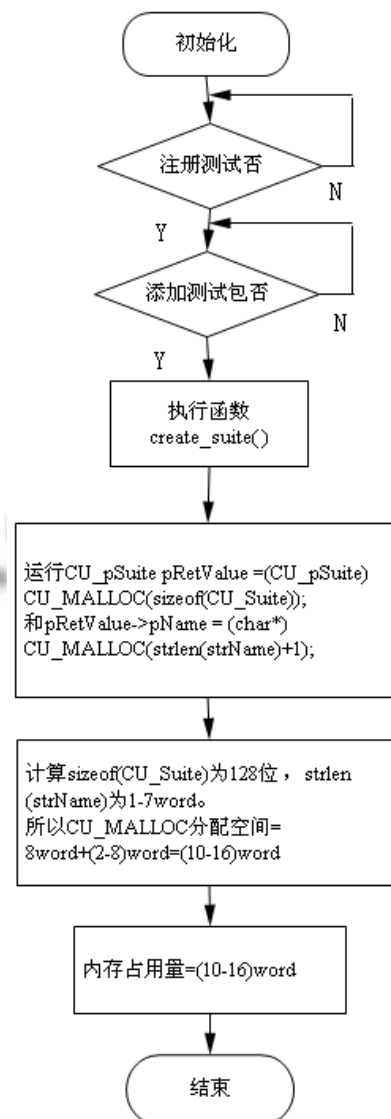 初始化
注册测试否
N
Y
添加测试包否
N
Y
执行函数
create_suite()
运行CU_pSuite pRetValue =(CU_pSuite)
CU_MALLOC(sizeof(CU_Suite));
和pRetValue->pName = (char*)
CU_MALLOC(strlen(strName)+1);
计算sizeof(CU_Suite)为128位，strlen
(strName)为1-7word。
所以CU_MALLOC分配空间=
8word+(2-8)word=(10-16)word
内存占用量=(10-16)word
结束